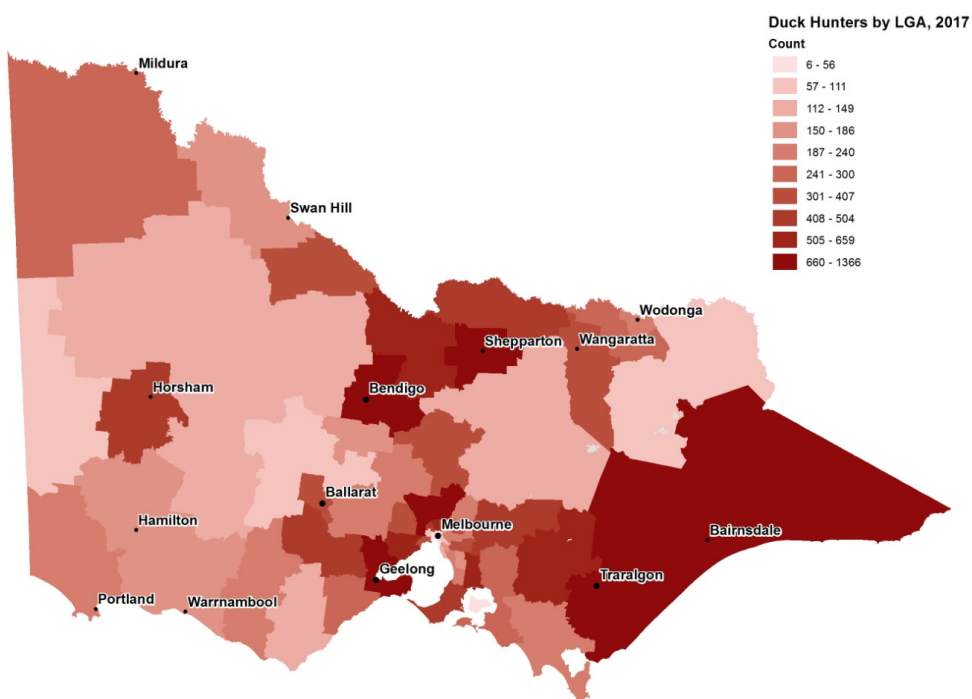 Duck Hunters by LGA, 2017
Count
6 - 56
57 - 111
112 - 149
150 - 186
187 - 240
241 - 300
301 - 407
408 - 504
505 - 659
660 - 1366
Mildura
Swan Hill
Wodonga
Shepparton
Wangaratta
Horsham
Bendigo
Ballarat
Hamilton
Melbourne
Bairnsdale
Geelong
Traralgon
Portland
Warrnambool